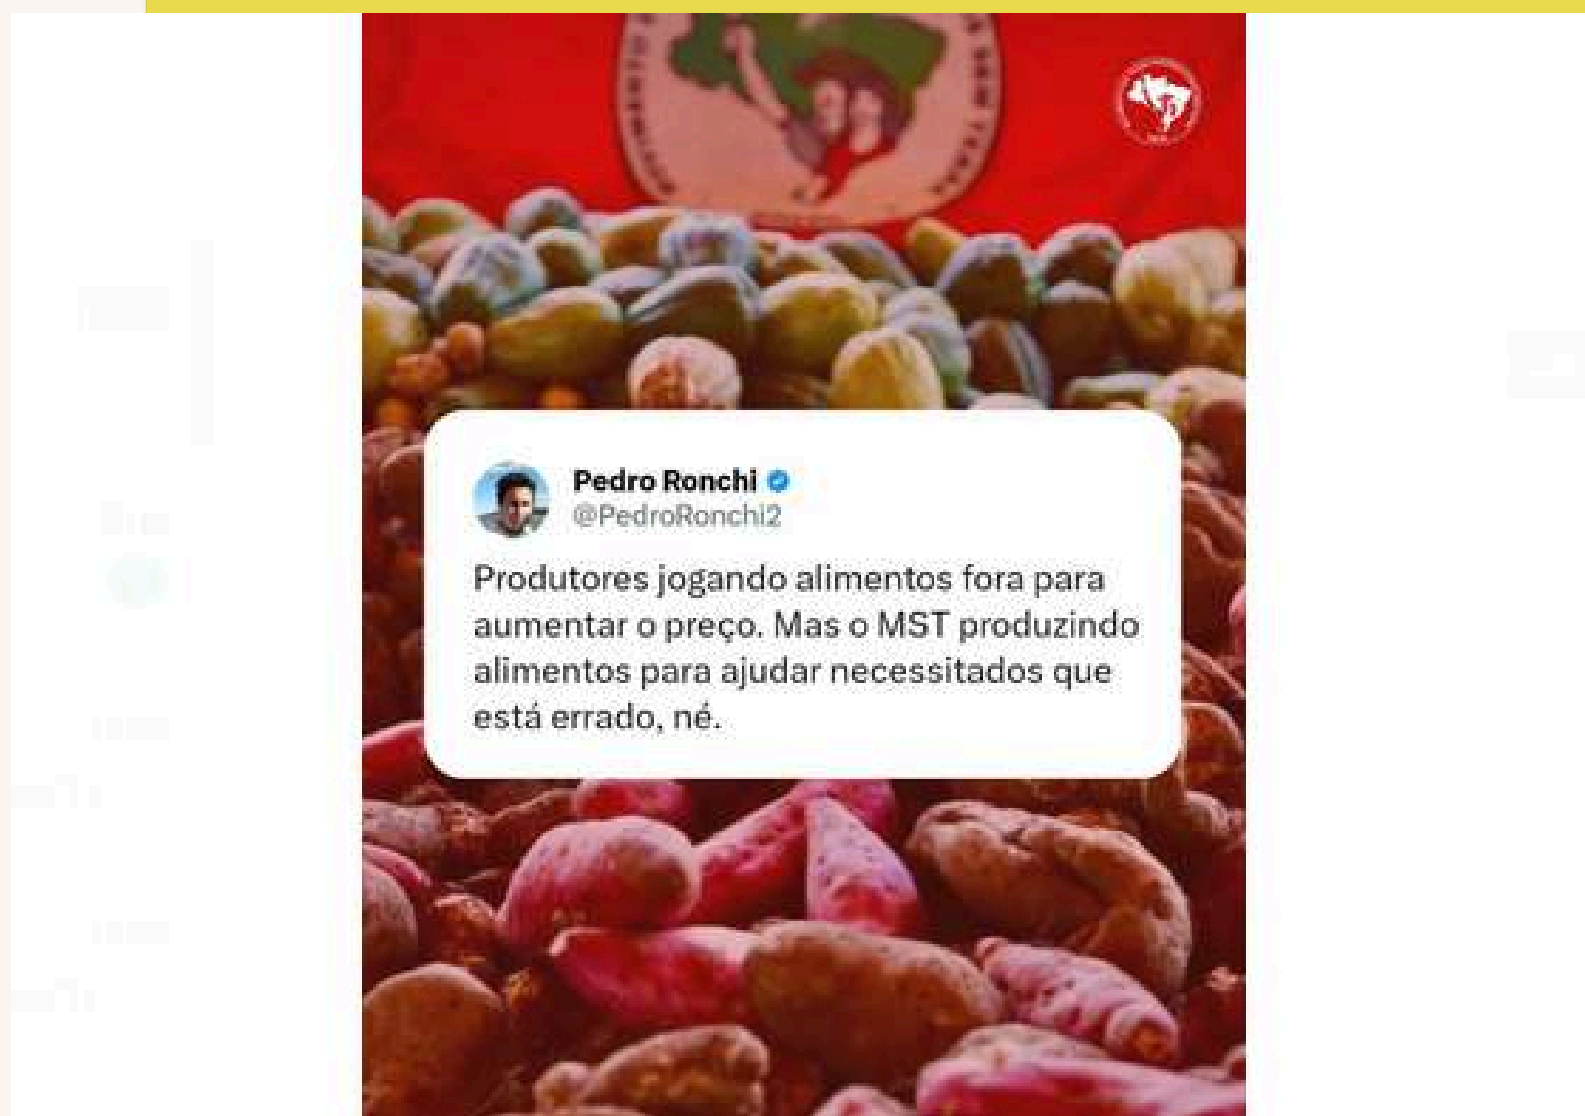 Pedro Ronchi
@PedroRonchi2
Produtores jogando alimentos fora para
aumentar o preço. Mas o MST produzindo
alimentos para ajudar necessitados que
está errado, né.